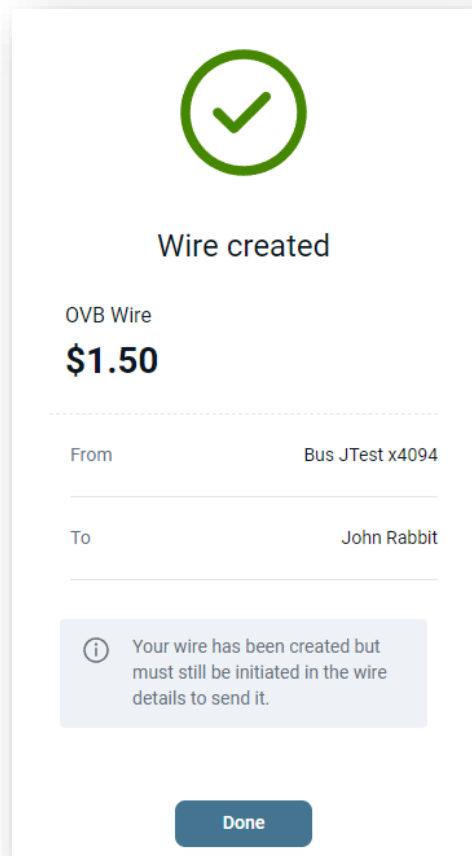 Wire created
OVB Wire
$1.50
From Bus JTest x4094
To John Rabbit
Your wire has been created but
must still be initiated in the wire
details to send it.
Done